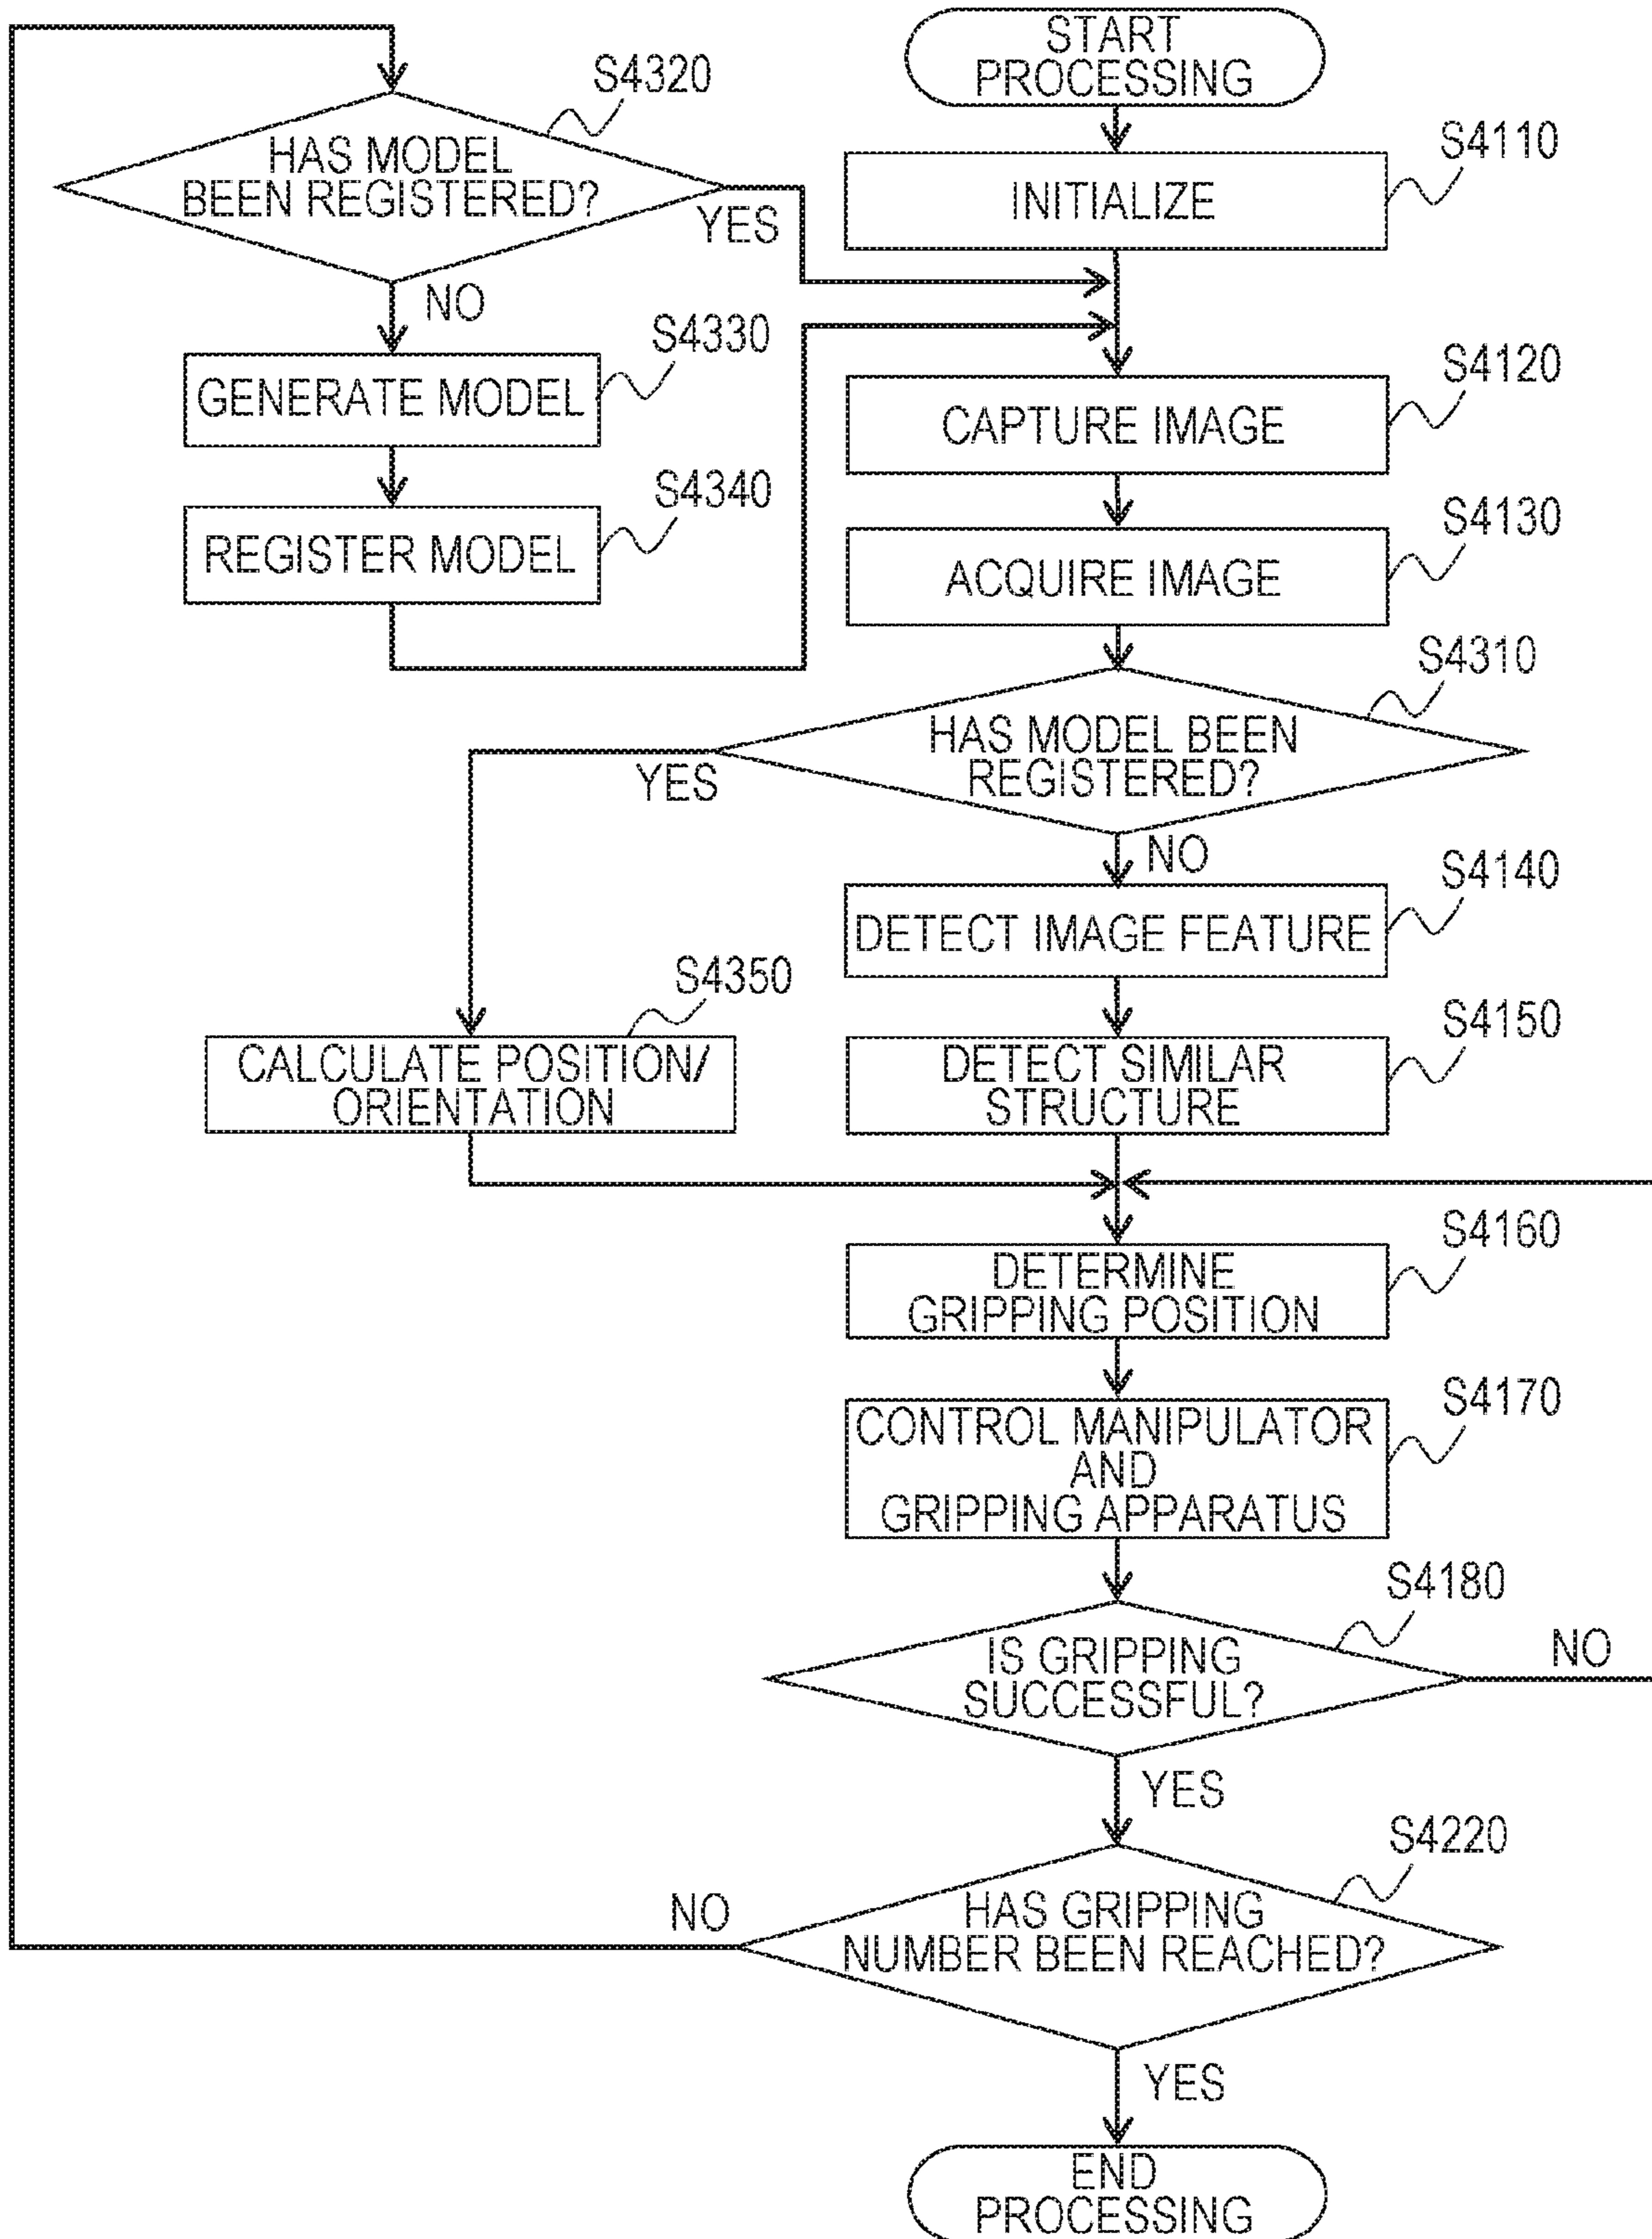 START
PROCESSING
S4110
INITIALIZE
S4320
HAS MODEL
BEEN REGISTERED?
YES
NO
S4330
GENERATE MODEL
S4340
REGISTER MODEL
S4120
CAPTURE IMAGE
S4130
ACQUIRE IMAGE
S4310
HAS MODEL BEEN
REGISTERED?
YES
NO
S4140
DETECT IMAGE FEATURE
S4350
CALCULATE POSITION/
ORIENTATION
S4150
DETECT SIMILAR
STRUCTURE
S4160
DETERMINE
GRIPPING POSITION
S4170
CONTROL MANIPULATOR
AND
GRIPPING APPARATUS
S4180
IS GRIPPING
SUCCESSFUL?
NO
YES
S4220
HAS GRIPPING
NUMBER BEEN REACHED?
NO
YES
END
PROCESSING